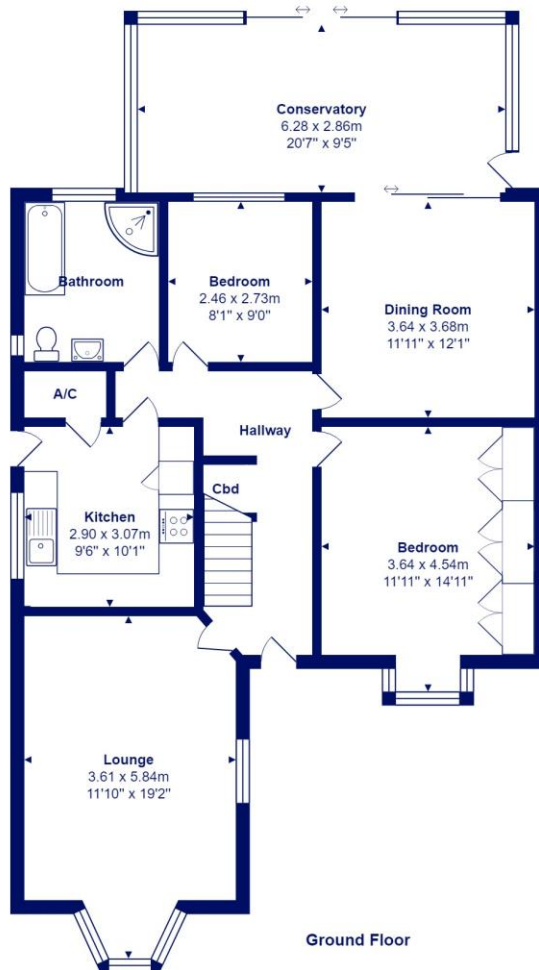 Conservatory
6.28 x 2.86m
20'7" x 9'5"
Bathroom
Bedroom
2.46 x 2.73m
8'1" x 9'0"
Dining Room
3.64 x 3.68m
11'11" x 12'1"
A/C
Hallway
Cbd
Kitchen
2.90 x 3.07m
9'6" x 10'1"
Bedroom
3.64 x 4.54m
11'11" x 14'11"
Lounge
3.61 x 5.84m
11'10" x 19'2"
Ground Floor